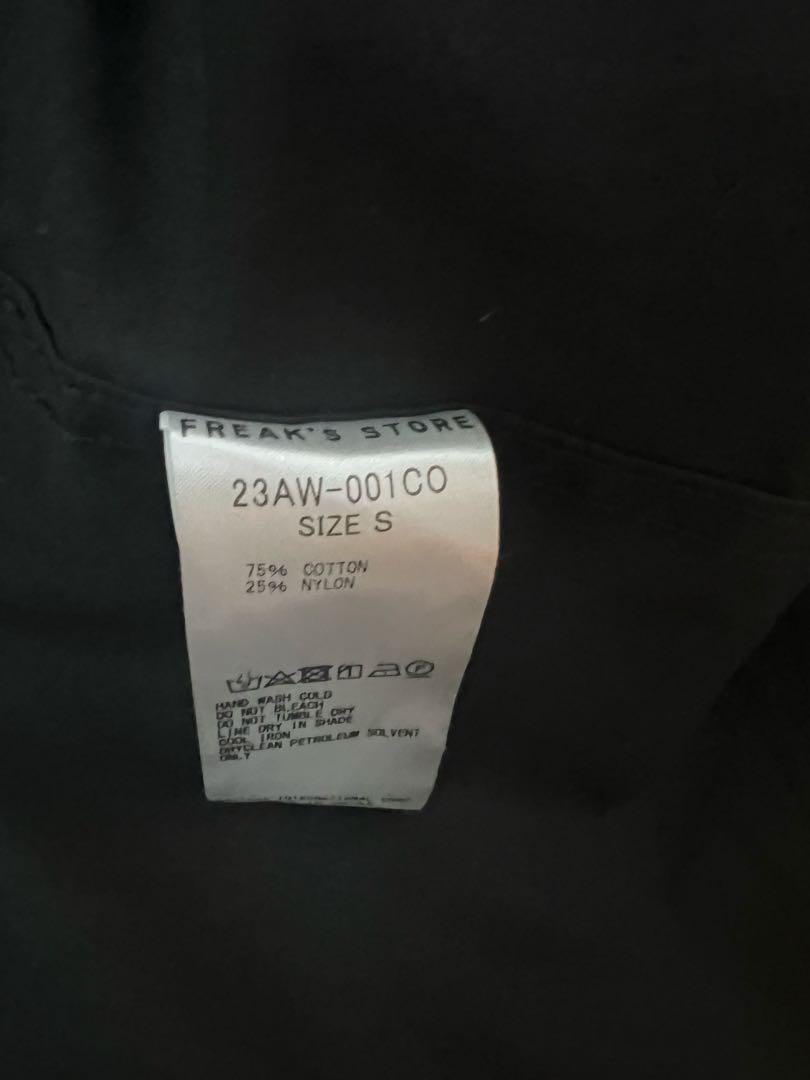 FREAK'S STORE
23AW-001CO
SIZE S
75% COTTON
25% NYLON
HAND WASH COLD
DO NOT BLEACH
DO NOT TUMBLE DRY
LINE DRY IN SHADE
COOL IRON
DRYCLEAN PETROLEUM SOLVENT
ONLY